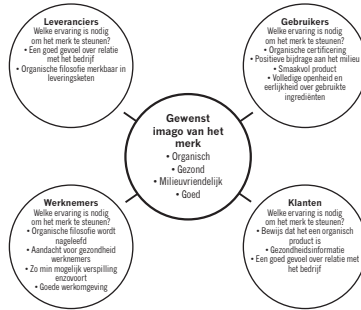 Leveranciers
Welke ervaring is nodig
om het merk te steunen?
• Een goed gevoel over relatie
met het bedrijf
• Organische filosofie merkbaar in
leveringsketen
Gebruikers
Welke ervaring is nodig
om het merk te steunen?
• Organische certificering
• Positieve bijdrage aan het milieu
• Smaakvol product
• Volledige openheid en
eerlijkheid over gebruikte
ingrediënten
Gewenst
imago van het
merk
• Organisch
• Gezond
• Milieuvriendelijk
• Goed
Werknemers
Welke ervaring is nodig
om het merk te steunen?
• Organische filosofie wordt
nageleefd
• Aandacht voor gezondheid
werknemers
• Zo min mogelijk verspilling
enzovoort
• Goede werkomgeving
Klanten
Welke ervaring is nodig
om het merk te steunen?
• Bewijs dat het een organisch
product is
• Gezondheidsinformatie
• Een goed gevoel over relatie met
het bedrijf